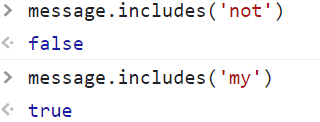 message.includes('not')
false
message.includes('my')
true